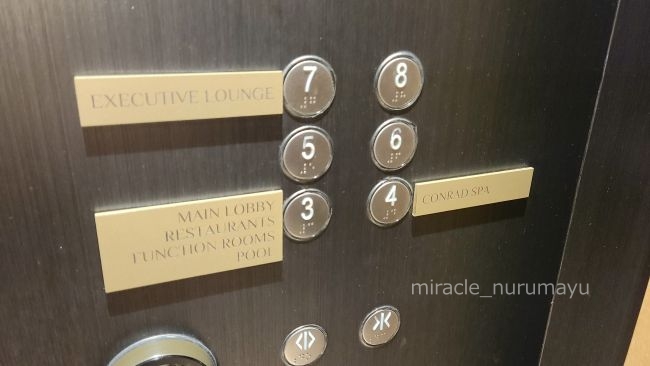 7
8
EXECUTIVE LOUNGE
5
6
3
4
MAIN LOBBY
RESTAURANTS
FUNCTION ROOMS
POOL
CONRAD SPA
miracle_nurumayu